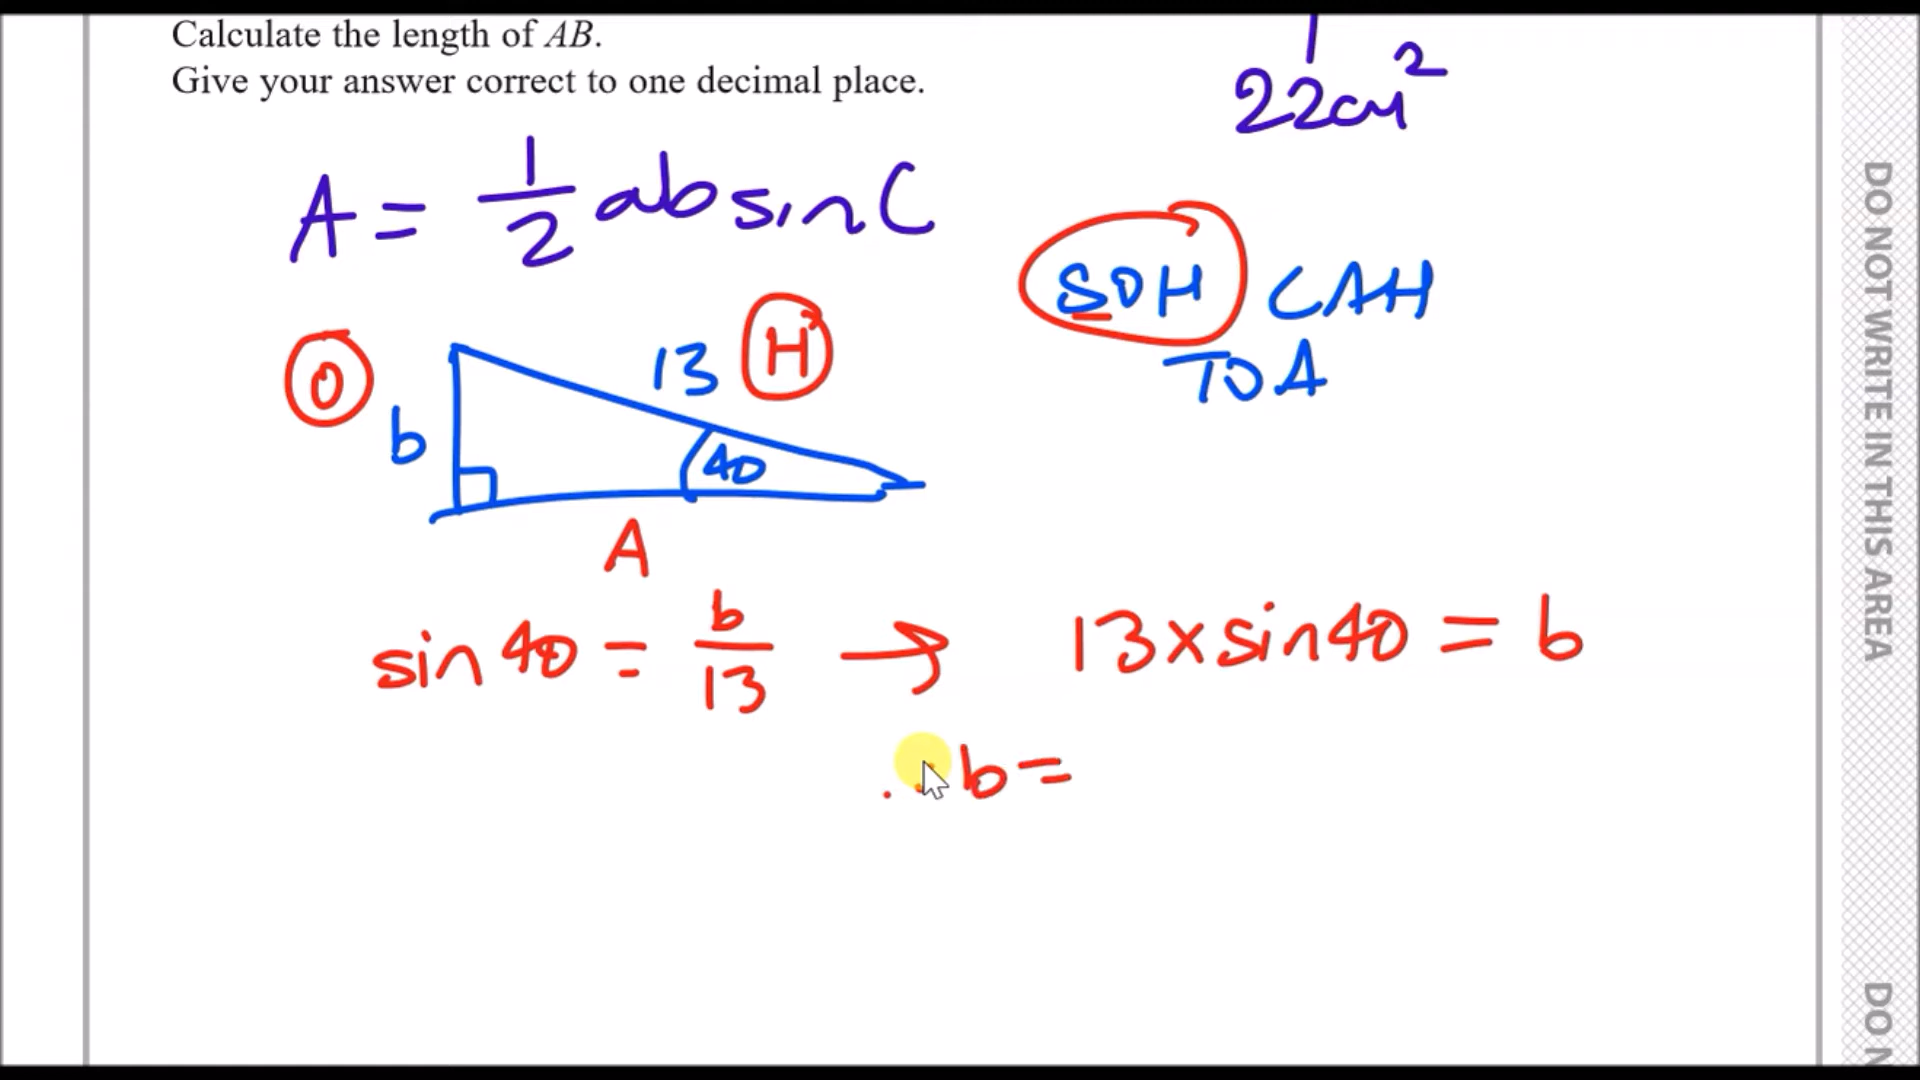 Calculate the length of AB.
Give your answer correct to one decimal place.
22cm²
A = 1/2 ab sin C
SOH CAH
TOA
O
13 H
b
40
A
sin 40 = b/13 → 13 × sin 40 = b
∴ b =
DO NOT WRITE IN THIS AREA
DO N